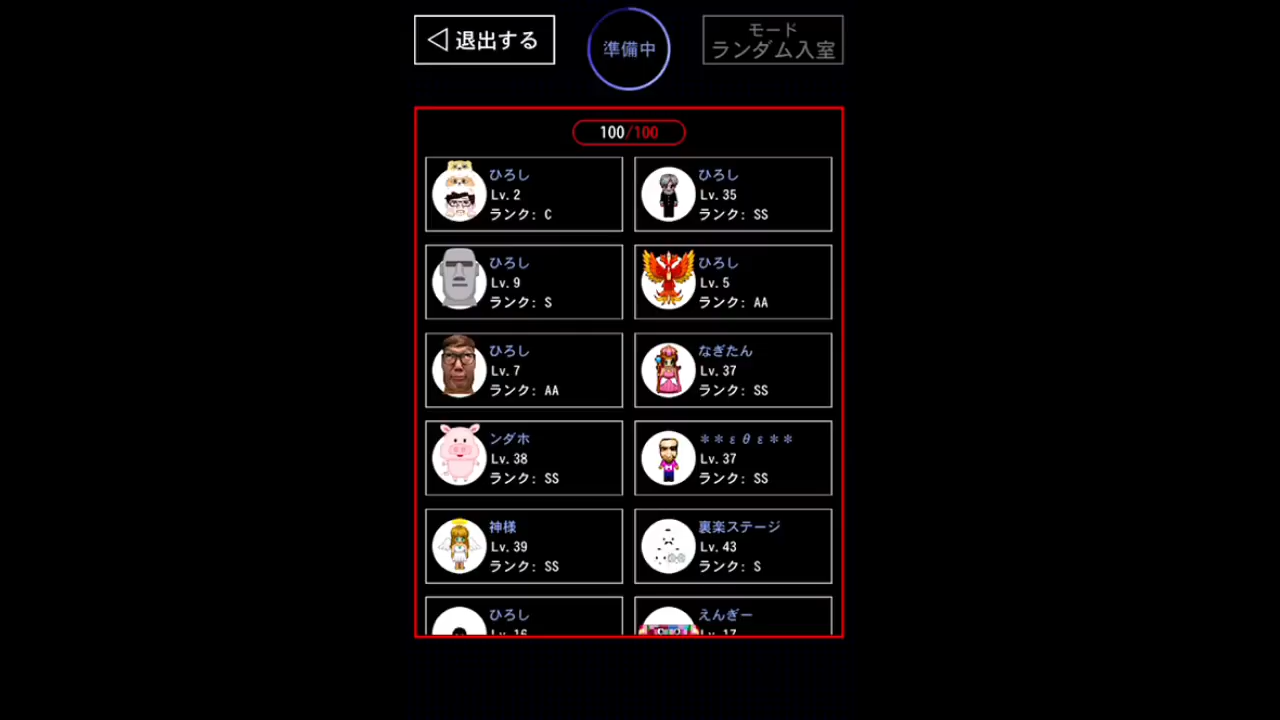 ◁ 退出する
準備中
モード
ランダム入室
100/100
ひろし
Lv.2
ランク: C
ひろし
Lv.35
ランク: SS
ひろし
Lv.9
ランク: S
ひろし
Lv.5
ランク: AA
ひろし
Lv.7
ランク: AA
なぎたん
Lv.37
ランク: SS
ンダホ
Lv.38
ランク: SS
**εθε**
Lv.37
ランク: SS
神様
Lv.39
ランク: SS
裏楽ステージ
Lv.43
ランク: S
ひろし
Lv.16
えんぎー
Lv.17